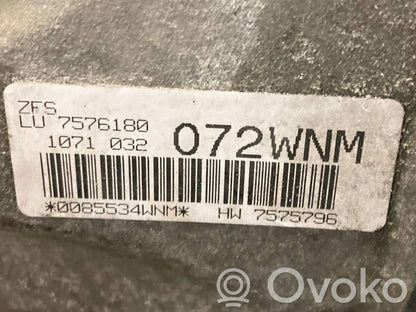 ZFS
LU 7576180
1071 032 072WNM
*0085534WNM* HW 7575796
Ovoko